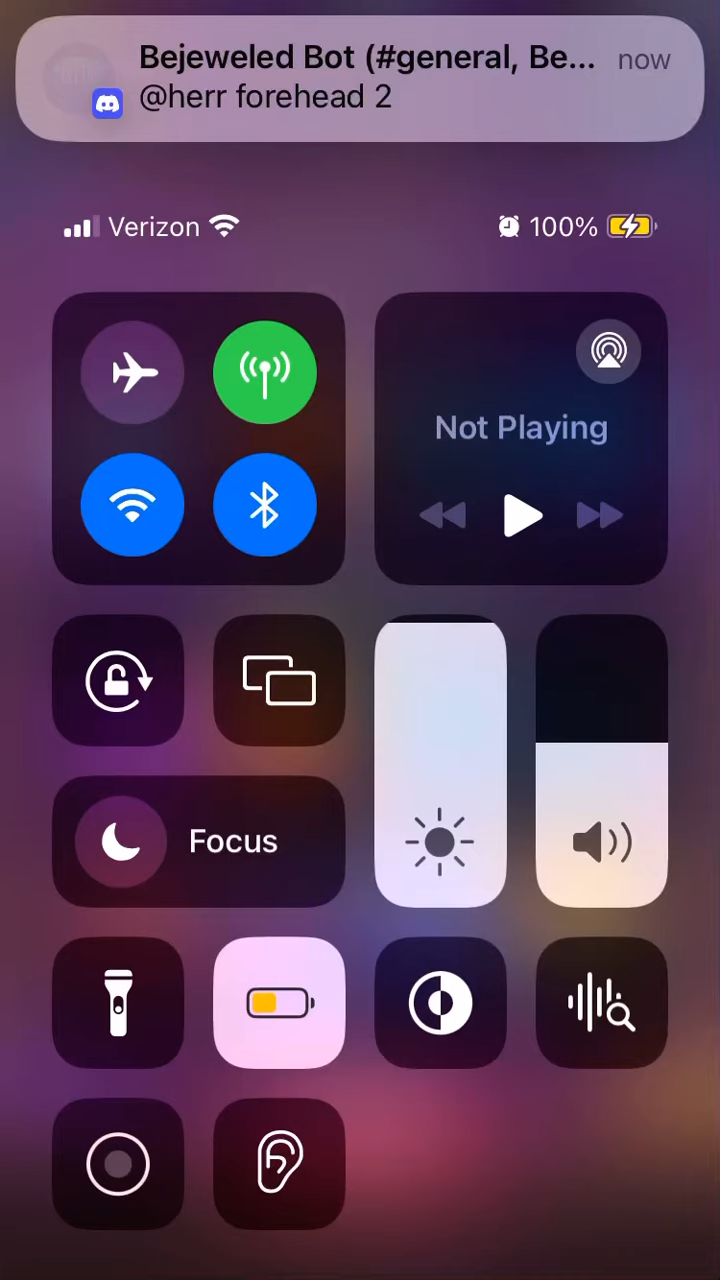 Bejeweled Bot (#general, Be... now
@herr forehead 2
Verizon 100%
Not Playing
Focus